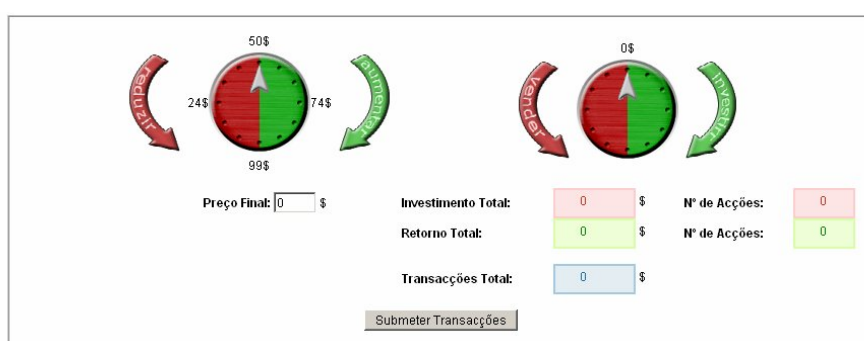 50$
0$
reduzir
aumentar
vender
investir
24$
74$
99$
Preço Final: 0 $
Investimento Total: 0 $ Nº de Acções: 0
Retorno Total: 0 $ Nº de Acções: 0
Transacções Total: 0 $
Submeter Transacções